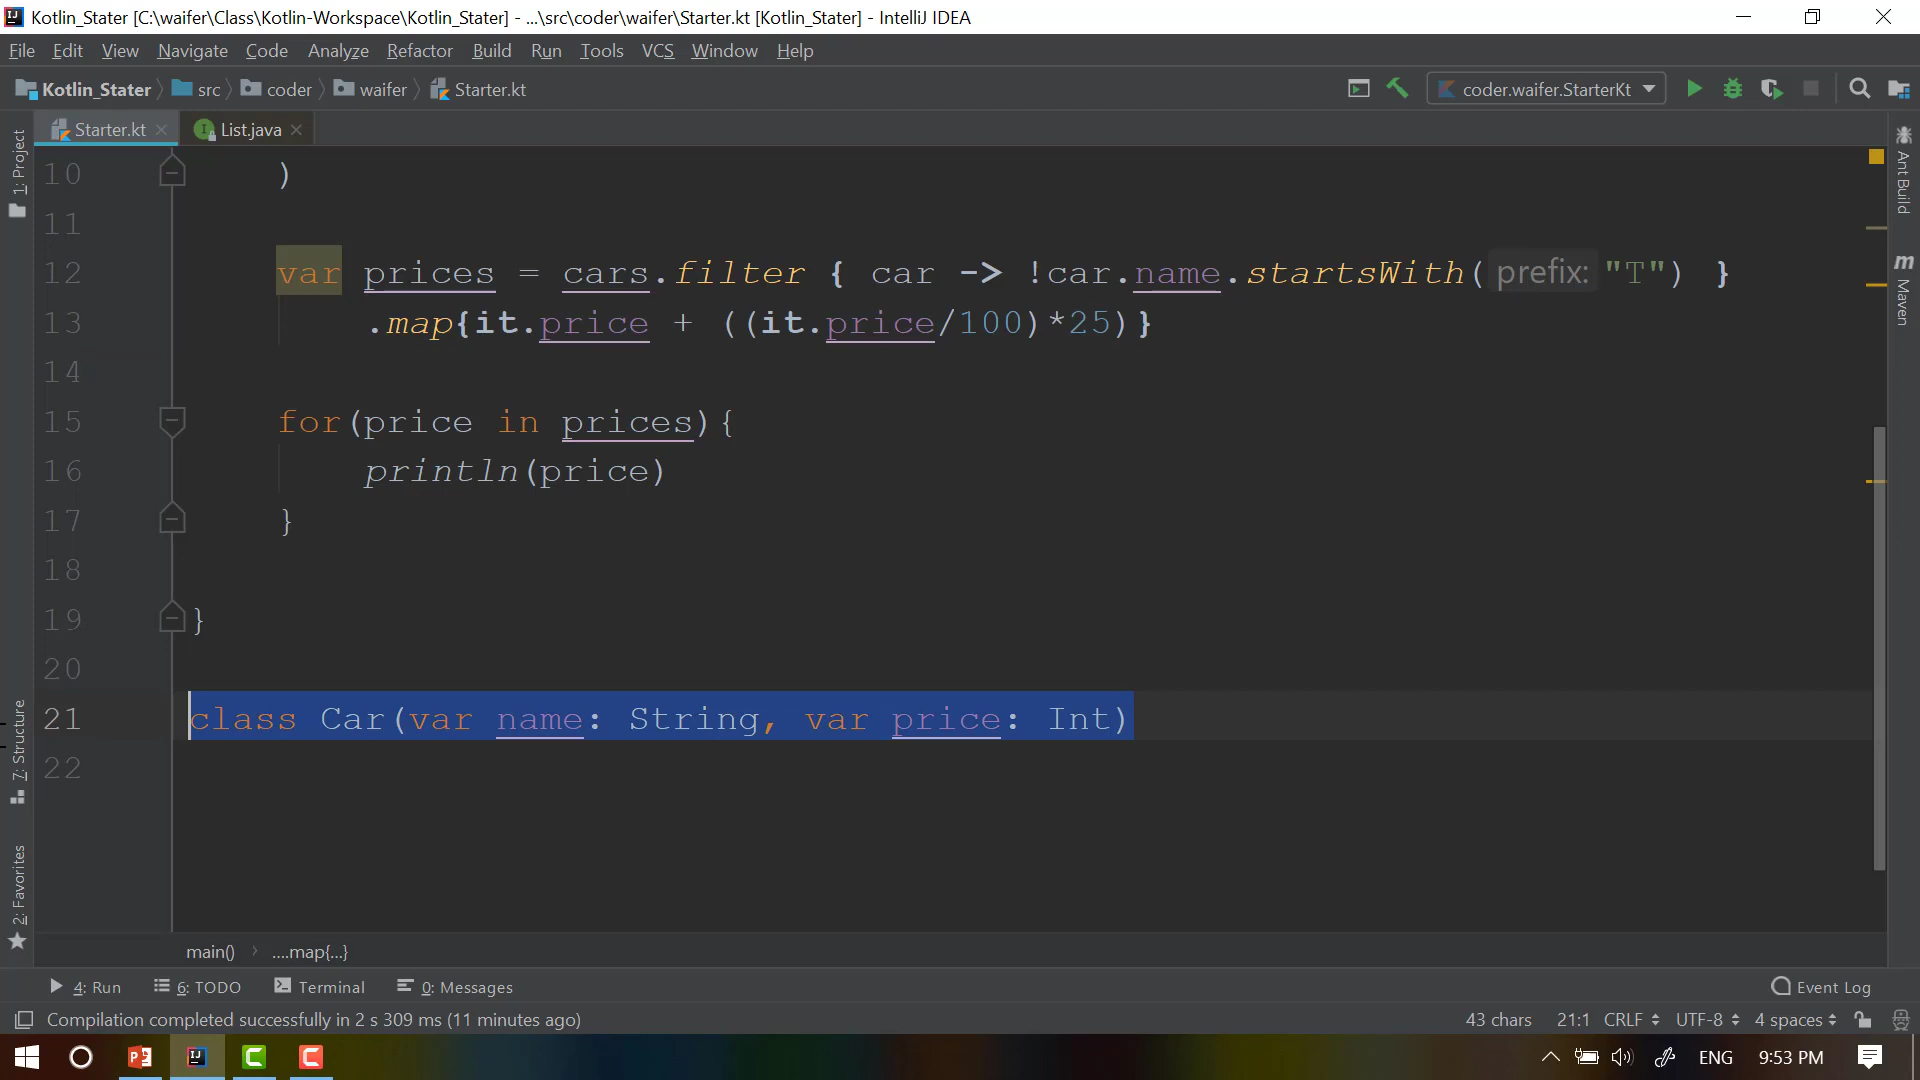 Kotlin_Stater [C:\waifer\Class\Kotlin-Workspace\Kotlin_Stater] - ...\src\coder\waifer\Starter.kt [Kotlin_Stater] - IntelliJ IDEA
File Edit View Navigate Code Analyze Refactor Build Run Tools VCS Window Help
Kotlin_Stater src coder waifer Starter.kt coder.waifer.StarterKt
Starter.kt List.java
1: Project
7: Structure
2: Favorites
Ant Build
m Maven
10 )
11
12 var prices = cars.filter { car -> !car.name.startsWith( prefix: "T") }
13 .map{it.price + ((it.price/100)*25)}
14
15 for(price in prices){
16 println(price)
17 }
18
19 }
20
21 class Car(var name: String, var price: Int)
22
main() › ....map{...}
4: Run 6: TODO Terminal 0: Messages Event Log
Compilation completed successfully in 2 s 309 ms (11 minutes ago) 43 chars 21:1 CRLF UTF-8 4 spaces
ENG 9:53 PM